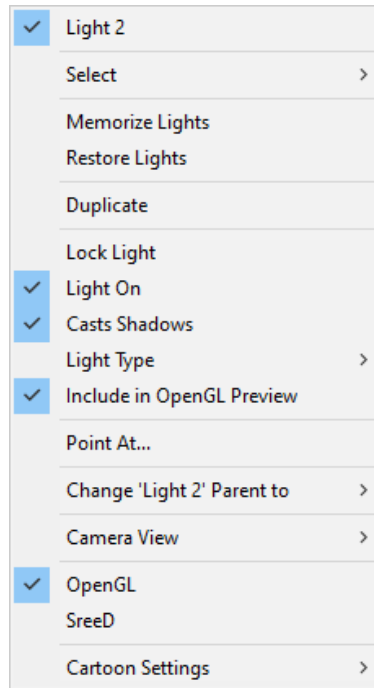 Light 2
Select
Memorize Lights
Restore Lights
Duplicate
Lock Light
Light On
Casts Shadows
Light Type
Include in OpenGL Preview
Point At...
Change 'Light 2' Parent to
Camera View
OpenGL
SreeD
Cartoon Settings